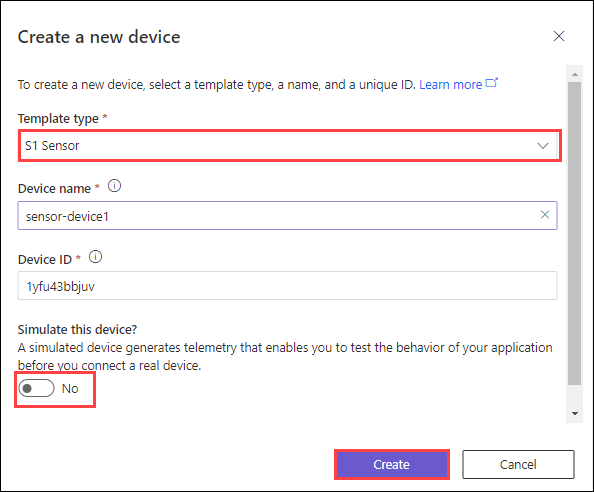 Create a new device
To create a new device, select a template type, a name, and a unique ID. Learn more
Template type *
S1 Sensor
Device name *
sensor-device1
Device ID *
1yfu43bbjuv
Simulate this device?
A simulated device generates telemetry that enables you to test the behavior of your application
before you connect a real device.
No
Create
Cancel